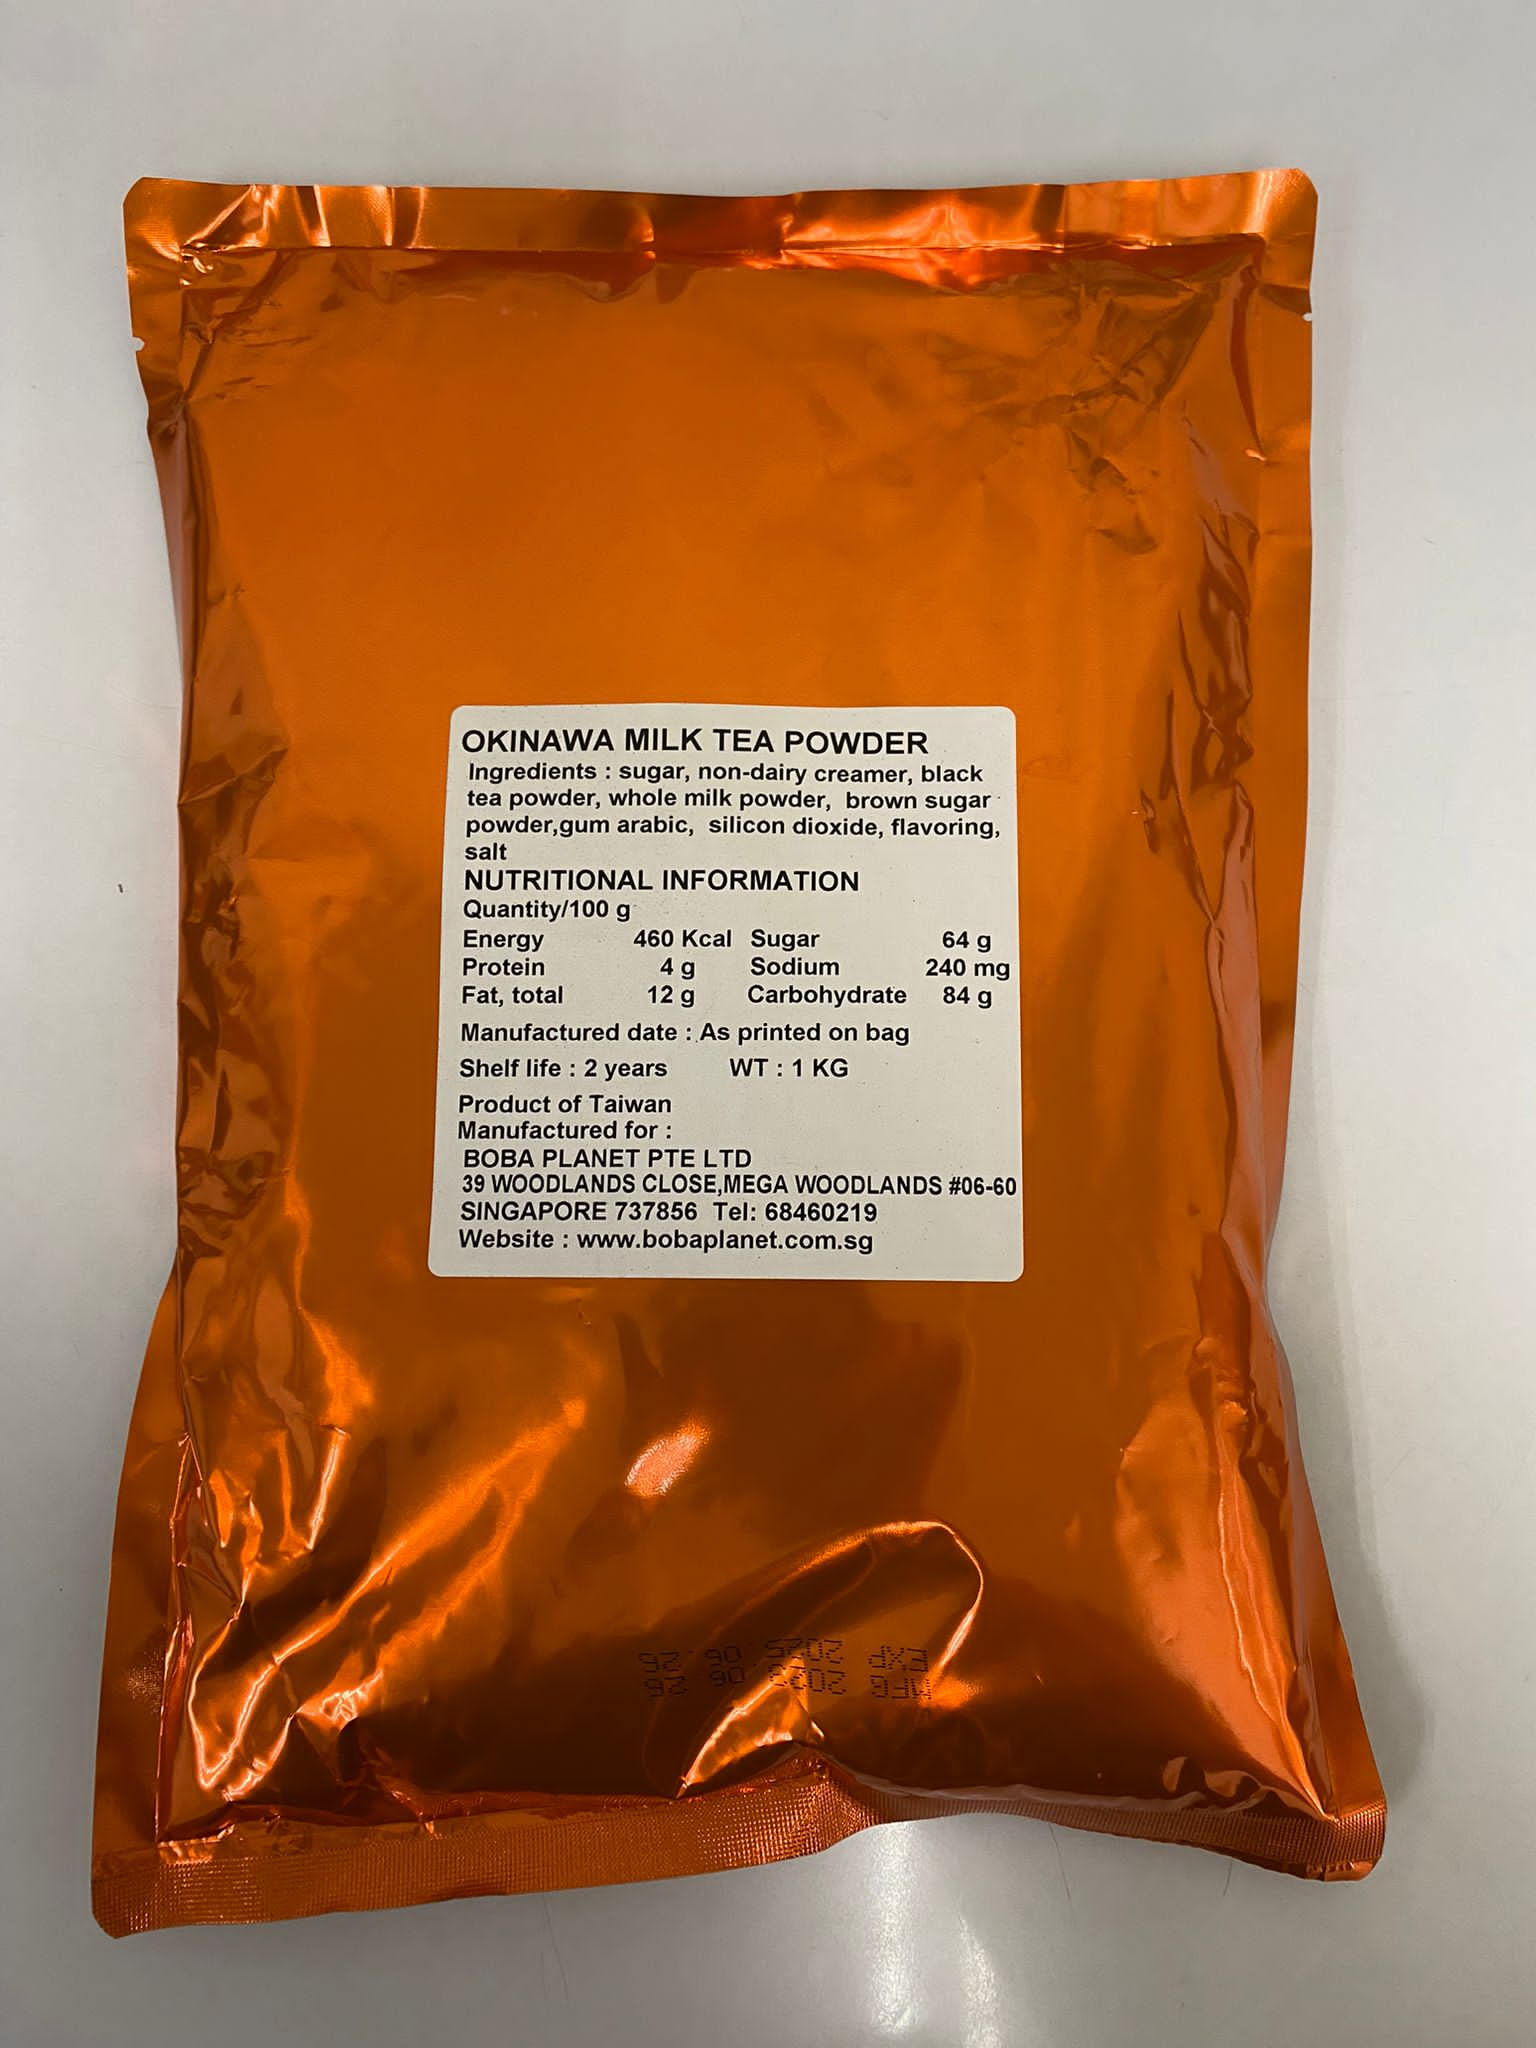 OKINAWA MILK TEA POWDER
Ingredients : sugar, non-dairy creamer, black
tea powder, whole milk powder, brown sugar
powder,gum arabic, silicon dioxide, flavoring,
salt
NUTRITIONAL INFORMATION
Quantity/100 g
Energy 460 Kcal Sugar 64 g
Protein 4 g Sodium 240 mg
Fat, total 12 g Carbohydrate 84 g
Manufactured date : As printed on bag
Shelf life : 2 years WT : 1 KG
Product of Taiwan
Manufactured for :
BOBA PLANET PTE LTD
39 WOODLANDS CLOSE,MEGA WOODLANDS #06-60
SINGAPORE 737856 Tel: 68460219
Website : www.bobaplanet.com.sg
MFG 2023 06 26
EXP 2025 06 26